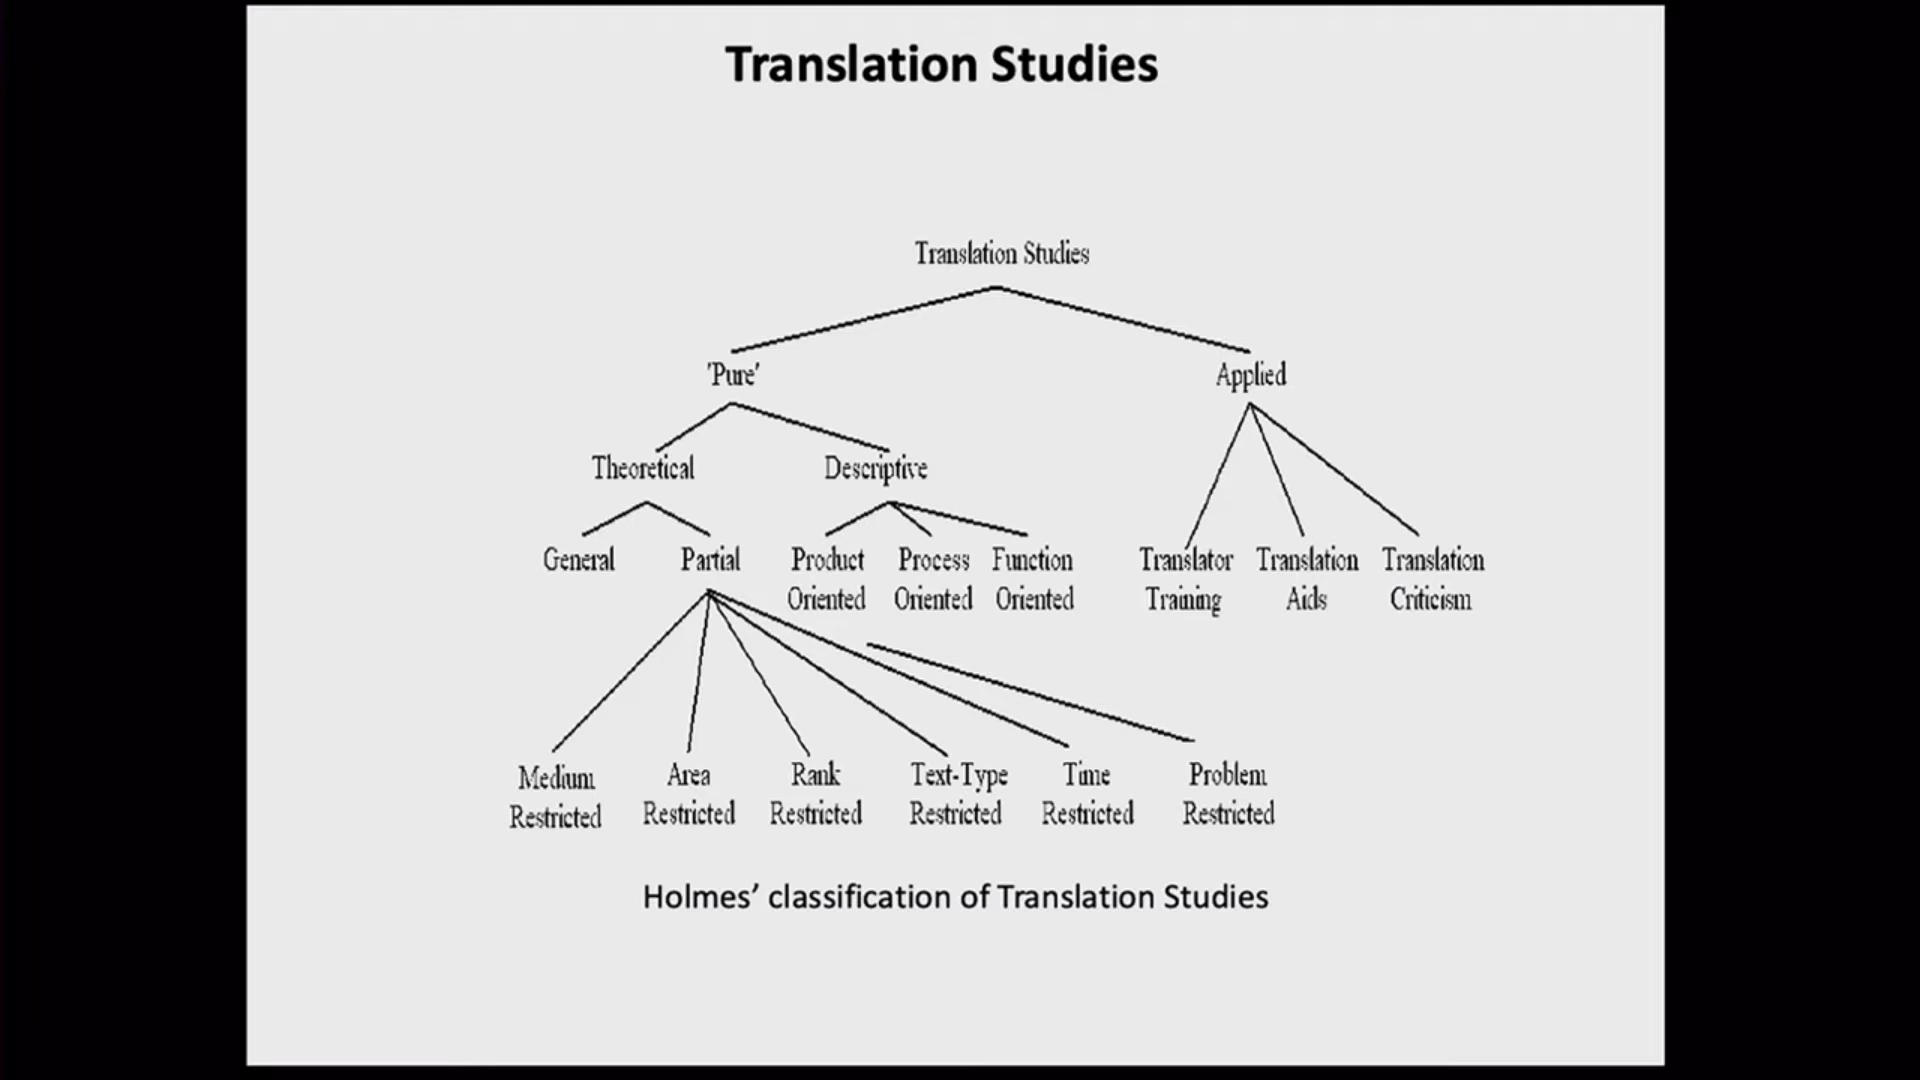 Translation Studies
Translation Studies
'Pure'
Applied
Theoretical
Descriptive
General
Partial
Product
Oriented
Process
Oriented
Function
Oriented
Translator
Training
Translation
Aids
Translation
Criticism
Medium
Restricted
Area
Restricted
Rank
Restricted
Text-Type
Restricted
Time
Restricted
Problem
Restricted
Holmes’ classification of Translation Studies